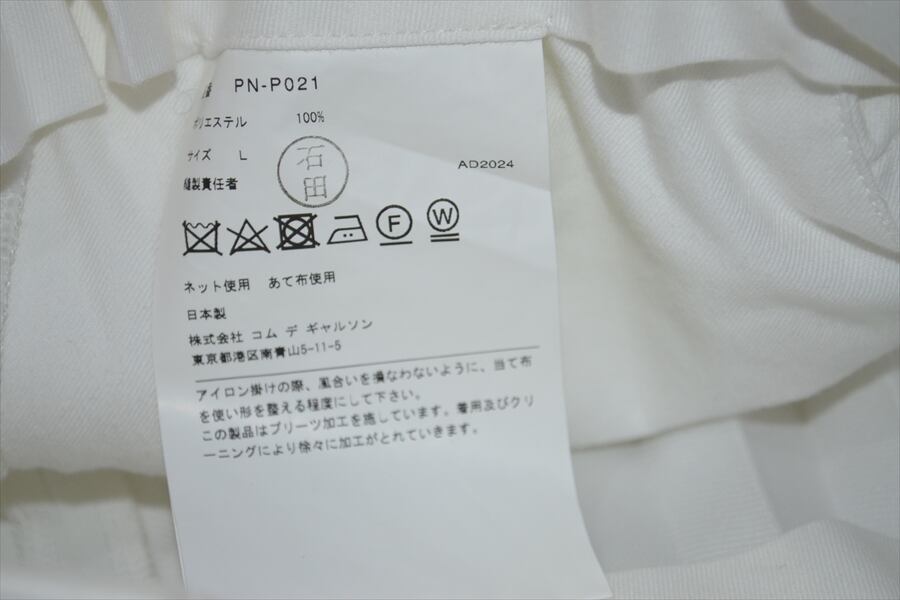 番 PN-P021
ポリエステル 100%
サイズ L
石田
AD2024
縫製責任者
F
W
ネット使用 あて布使用
日本製
株式会社 コム デ ギャルソン
東京都港区南青山5-11-5
アイロン掛けの際、風合いを損なわないように、当て布
を使い形を整える程度にして下さい。
この製品はプリーツ加工を施しています。着用及びクリ
ーニングにより徐々に加工がとれていきます。